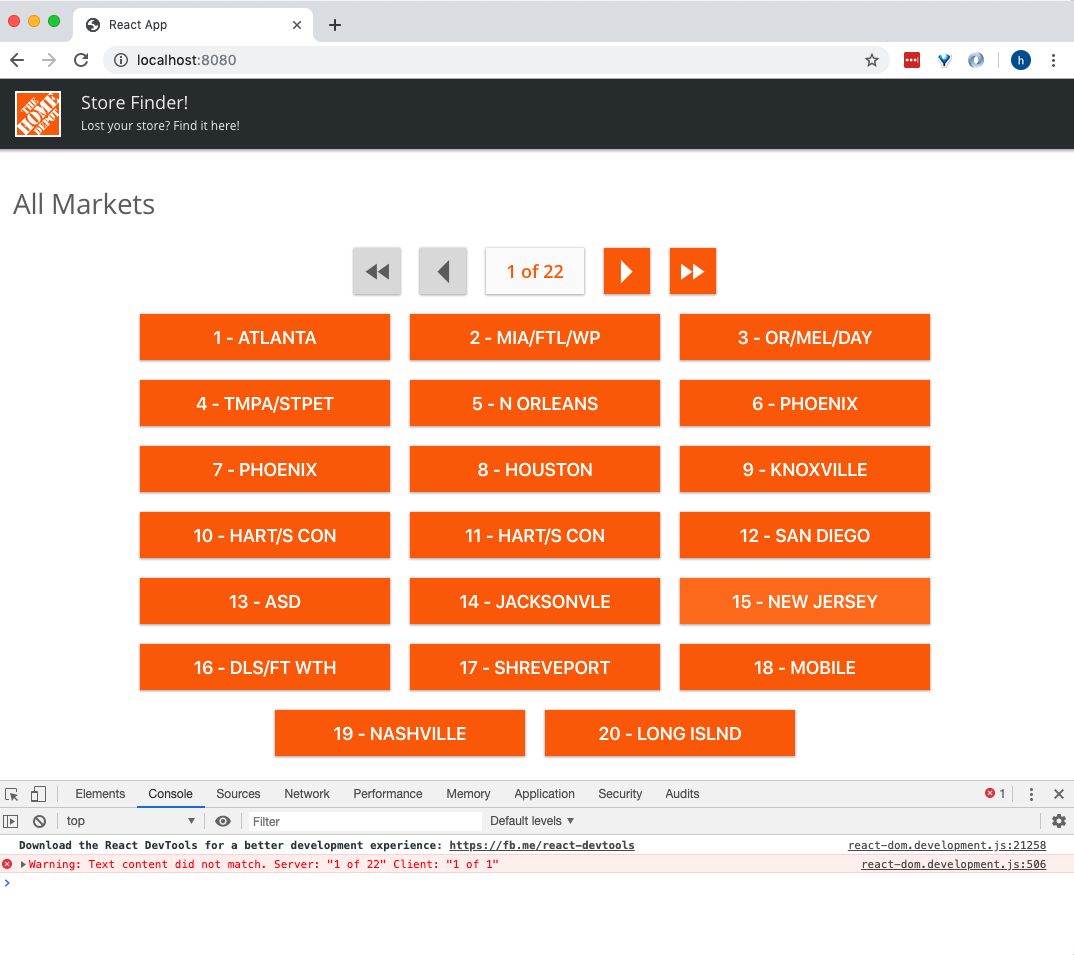 React App
localhost:8080
h
THE HOME DEPOT
Store Finder!
Lost your store? Find it here!
All Markets
1 of 22
1 - ATLANTA 2 - MIA/FTL/WP 3 - OR/MEL/DAY
4 - TMPA/STPET 5 - N ORLEANS 6 - PHOENIX
7 - PHOENIX 8 - HOUSTON 9 - KNOXVILLE
10 - HART/S CON 11 - HART/S CON 12 - SAN DIEGO
13 - ASD 14 - JACKSONVLE 15 - NEW JERSEY
16 - DLS/FT WTH 17 - SHREVEPORT 18 - MOBILE
19 - NASHVILLE 20 - LONG ISLND
Elements Console Sources Network Performance Memory Application Security Audits 1
top Filter Default levels
Download the React DevTools for a better development experience: https://fb.me/react-devtools react-dom.development.js:21258
Warning: Text content did not match. Server: "1 of 22" Client: "1 of 1" react-dom.development.js:506